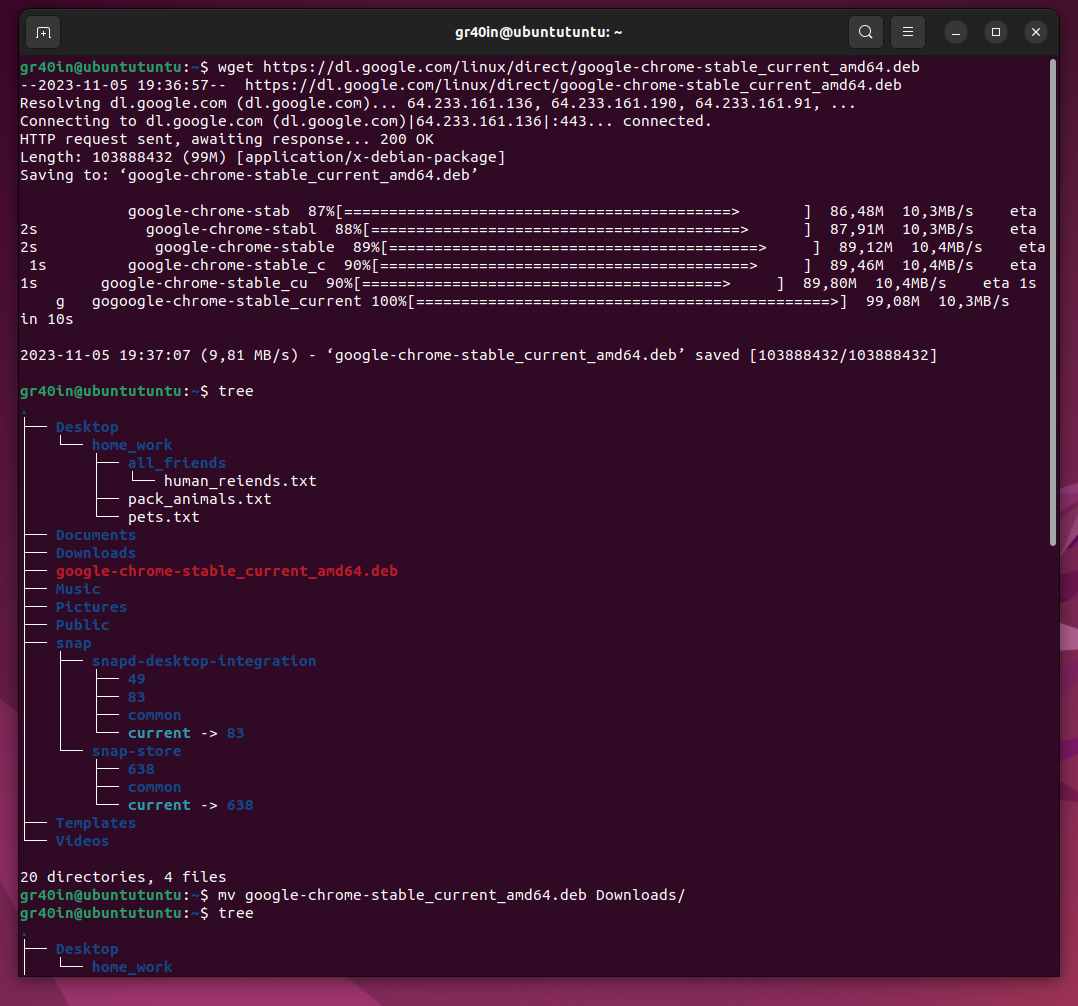 gr40in@ubuntutuntu: ~
gr40in@ubuntutuntu:~$ wget https://dl.google.com/linux/direct/google-chrome-stable_current_amd64.deb
--2023-11-05 19:36:57--  https://dl.google.com/linux/direct/google-chrome-stable_current_amd64.deb
Resolving dl.google.com (dl.google.com)... 64.233.161.136, 64.233.161.190, 64.233.161.91, ...
Connecting to dl.google.com (dl.google.com)|64.233.161.136|:443... connected.
HTTP request sent, awaiting response... 200 OK
Length: 103888432 (99M) [application/x-debian-package]
Saving to: ‘google-chrome-stable_current_amd64.deb’
            google-chrome-stab  87%[===========================================>       ]  86,48M  10,3MB/s    eta
2s            google-chrome-stabl  88%[=========================================>      ]  87,91M  10,3MB/s    eta
2s             google-chrome-stable  89%[=========================================>     ]  89,12M  10,4MB/s    eta
 1s         google-chrome-stable_c  90%[=========================================>     ]  89,46M  10,4MB/s    eta
1s       google-chrome-stable_cu  90%[========================================>     ]  89,80M  10,4MB/s    eta 1s
    g   gogoogle-chrome-stable_current 100%[==============================================>]  99,08M  10,3MB/s
in 10s
2023-11-05 19:37:07 (9,81 MB/s) - ‘google-chrome-stable_current_amd64.deb’ saved [103888432/103888432]
gr40in@ubuntutuntu:~$ tree
.
├── Desktop
│   └── home_work
│       ├── all_friends
│       │   └── human_reiends.txt
│       ├── pack_animals.txt
│       └── pets.txt
├── Documents
├── Downloads
├── google-chrome-stable_current_amd64.deb
├── Music
├── Pictures
├── Public
├── snap
│   ├── snapd-desktop-integration
│   │   ├── 49
│   │   ├── 83
│   │   ├── common
│   │   └── current -> 83
│   └── snap-store
│       ├── 638
│       ├── common
│       └── current -> 638
├── Templates
└── Videos
20 directories, 4 files
gr40in@ubuntutuntu:~$ mv google-chrome-stable_current_amd64.deb Downloads/
gr40in@ubuntutuntu:~$ tree
.
├── Desktop
│   └── home_work